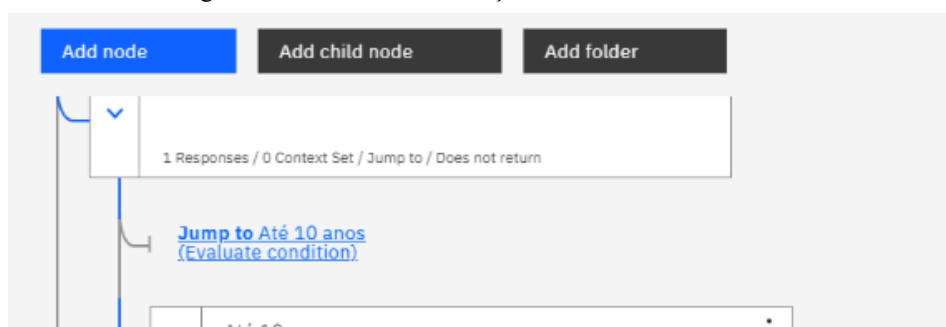 Add node
Add child node
Add folder
1 Responses / 0 Context Set / Jump to / Does not return
Jump to Até 10 anos
(Evaluate condition)